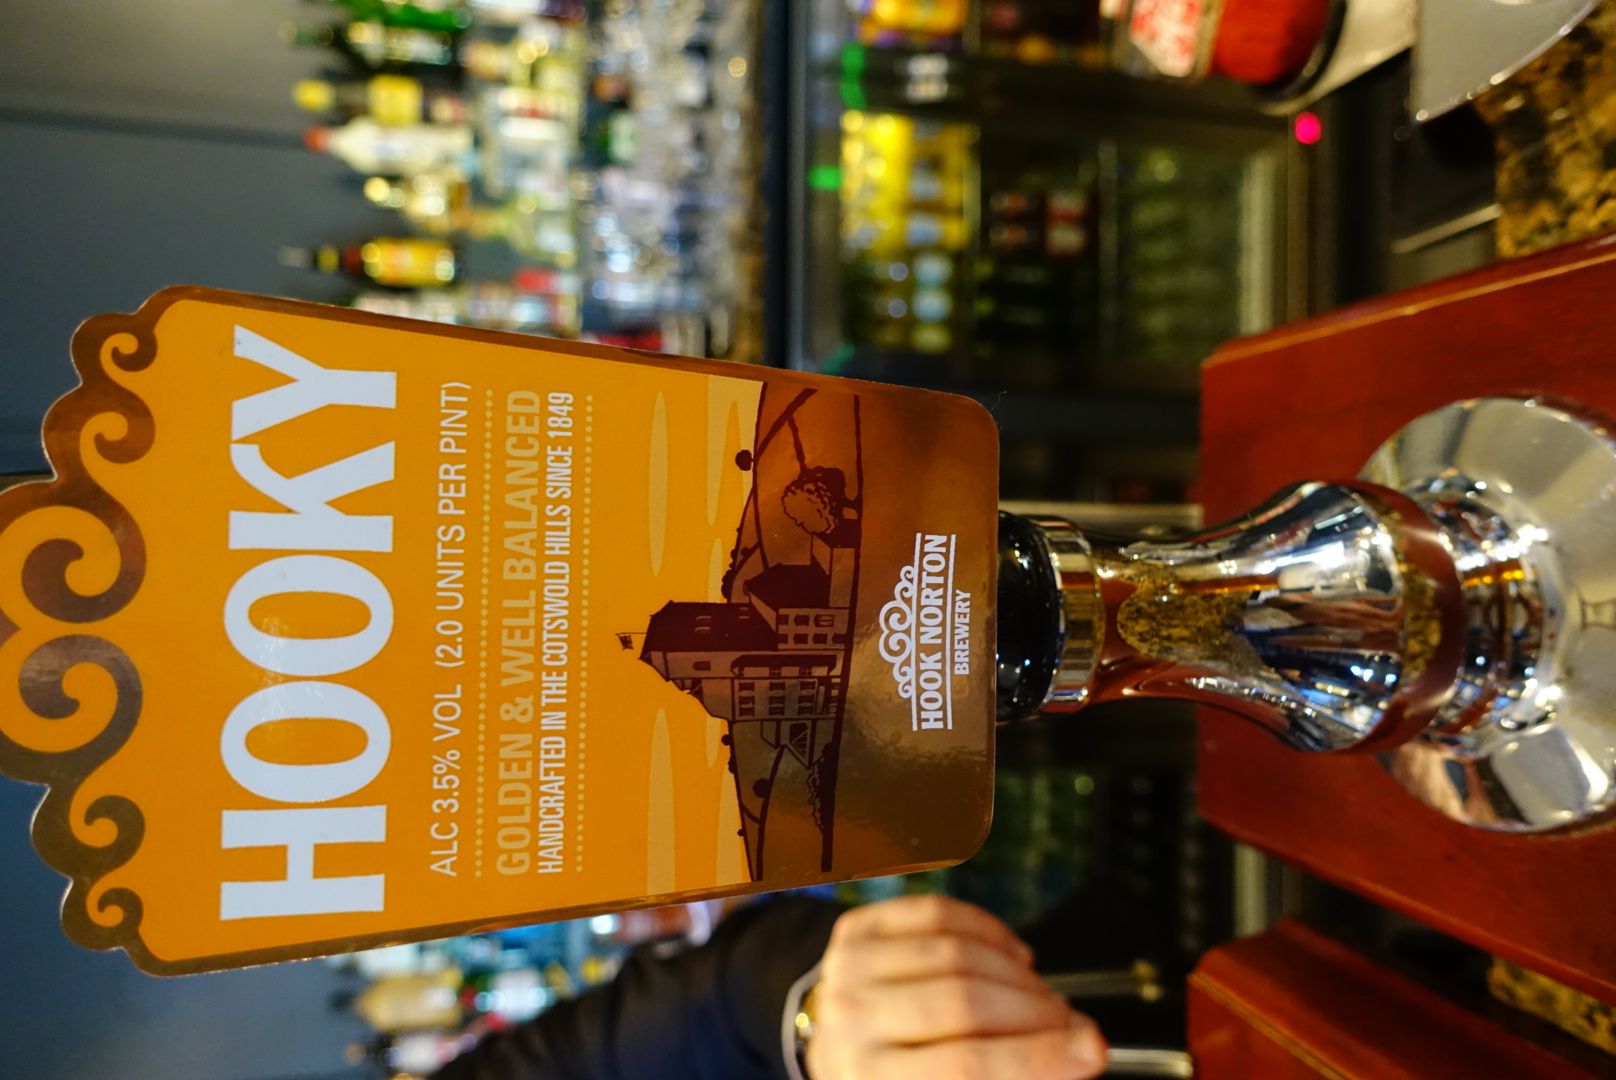 HOOKY
ALC 3.5% VOL (2.0 UNITS PER PINT)
GOLDEN & WELL BALANCED
HANDCRAFTED IN THE COTSWOLD HILLS SINCE 1849
HOOK NORTON
BREWERY